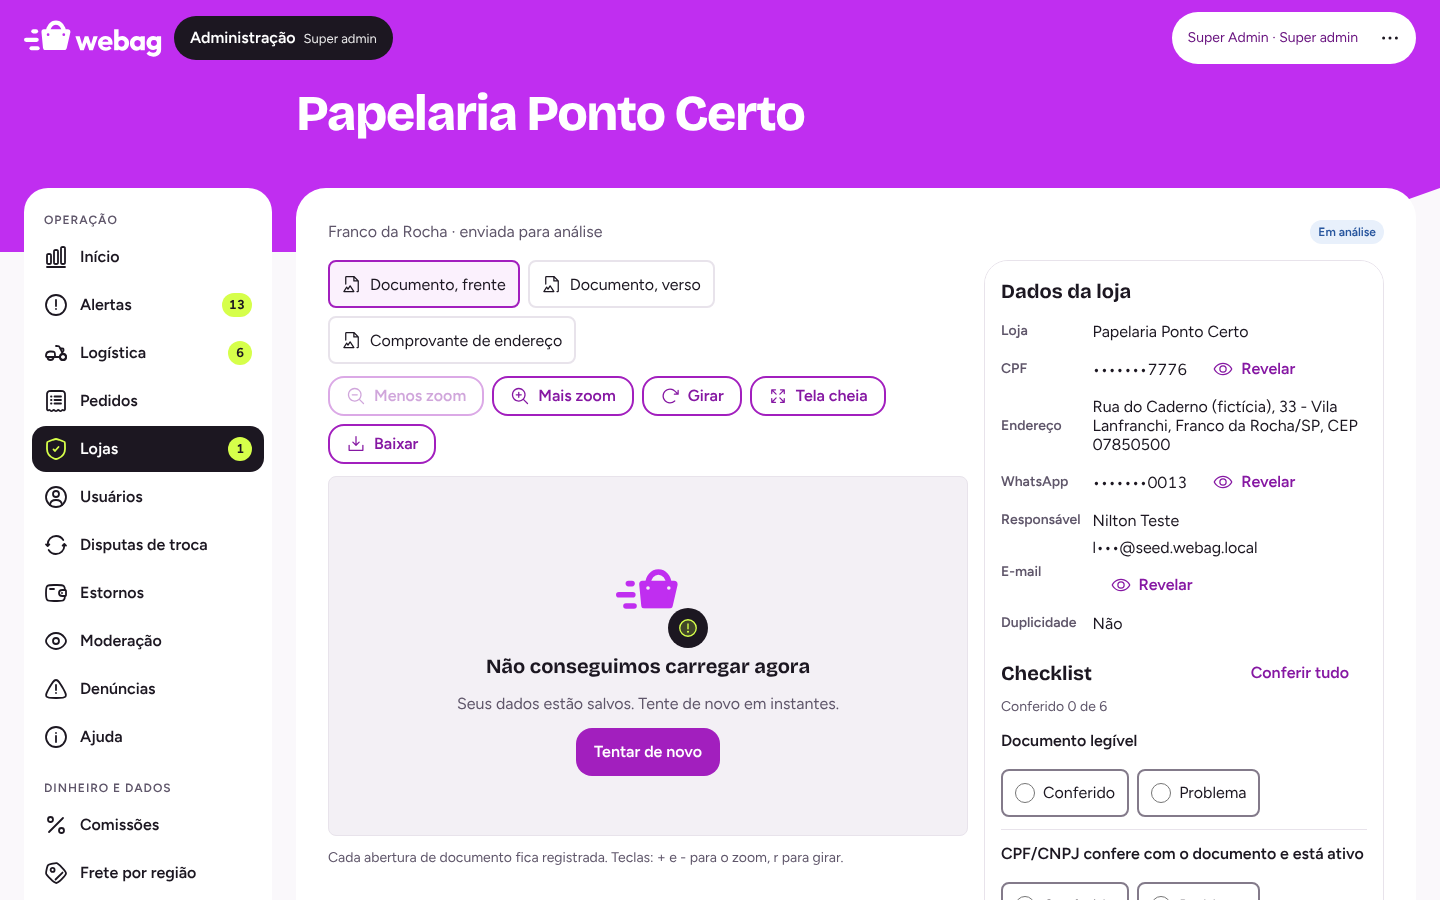 webag
Administração Super admin
Super Admin · Super admin
Papelaria Ponto Certo
OPERAÇÃO
Início
Alertas 13
Logística 6
Pedidos
Lojas 1
Usuários
Disputas de troca
Estornos
Moderação
Denúncias
Ajuda
DINHEIRO E DADOS
Comissões
Frete por região
Franco da Rocha · enviada para análise
Em análise
Documento, frente
Documento, verso
Comprovante de endereço
Menos zoom
Mais zoom
Girar
Tela cheia
Baixar
Não conseguimos carregar agora
Seus dados estão salvos. Tente de novo em instantes.
Tentar de novo
Cada abertura de documento fica registrada. Teclas: + e - para o zoom, r para girar.
Dados da loja
Loja Papelaria Ponto Certo
CPF •••••••7776 Revelar
Endereço Rua do Caderno (fictícia), 33 - Vila
Lanfranchi, Franco da Rocha/SP, CEP
07850500
WhatsApp •••••••0013 Revelar
Responsável Nilton Teste
E-mail l•••@seed.webag.local
Revelar
Duplicidade Não
Checklist
Conferir tudo
Conferido 0 de 6
Documento legível
Conferido
Problema
CPF/CNPJ confere com o documento e está ativo